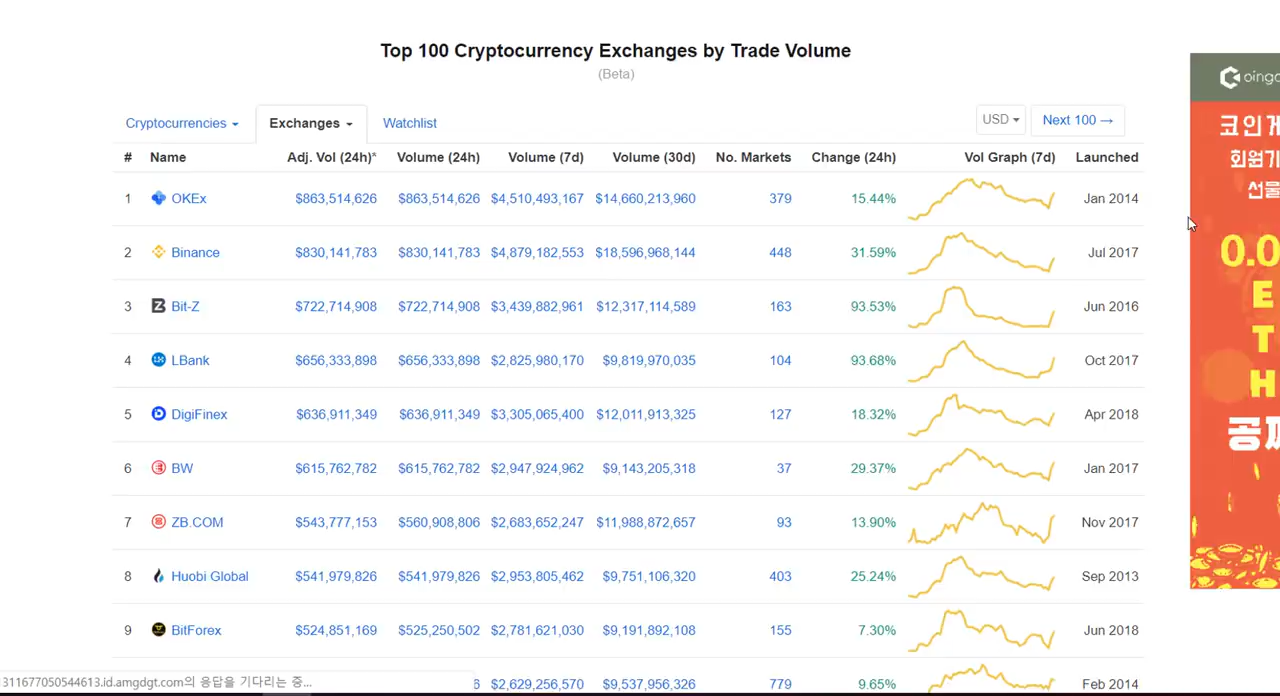 Top 100 Cryptocurrency Exchanges by Trade Volume
(Beta)
Cryptocurrencies Exchanges Watchlist USD Next 100 →
# Name Adj. Vol (24h)* Volume (24h) Volume (7d) Volume (30d) No. Markets Change (24h) Vol Graph (7d) Launched
1 OKEx $863,514,626 $863,514,626 $4,510,493,167 $14,660,213,960 379 15.44% Jan 2014
2 Binance $830,141,783 $830,141,783 $4,879,182,553 $18,596,968,144 448 31.59% Jul 2017
3 Bit-Z $722,714,908 $722,714,908 $3,439,882,961 $12,317,114,589 163 93.53% Jun 2016
4 LBank $656,333,898 $656,333,898 $2,825,980,170 $9,819,970,035 104 93.68% Oct 2017
5 DigiFinex $636,911,349 $636,911,349 $3,305,065,400 $12,011,913,325 127 18.32% Apr 2018
6 BW $615,762,782 $615,762,782 $2,947,924,962 $9,143,205,318 37 29.37% Jan 2017
7 ZB.COM $543,777,153 $560,908,806 $2,683,652,247 $11,988,872,657 93 13.90% Nov 2017
8 Huobi Global $541,979,826 $541,979,826 $2,953,805,462 $9,751,106,320 403 25.24% Sep 2013
9 BitForex $524,851,169 $525,250,502 $2,781,621,030 $9,191,892,108 155 7.30% Jun 2018
6 $2,629,256,570 $9,537,956,326 779 9.65% Feb 2014
1311677050544613.id.amgdgt.com의 응답을 기다리는 중...
코인
회원가
선물
0.0
E
T
H